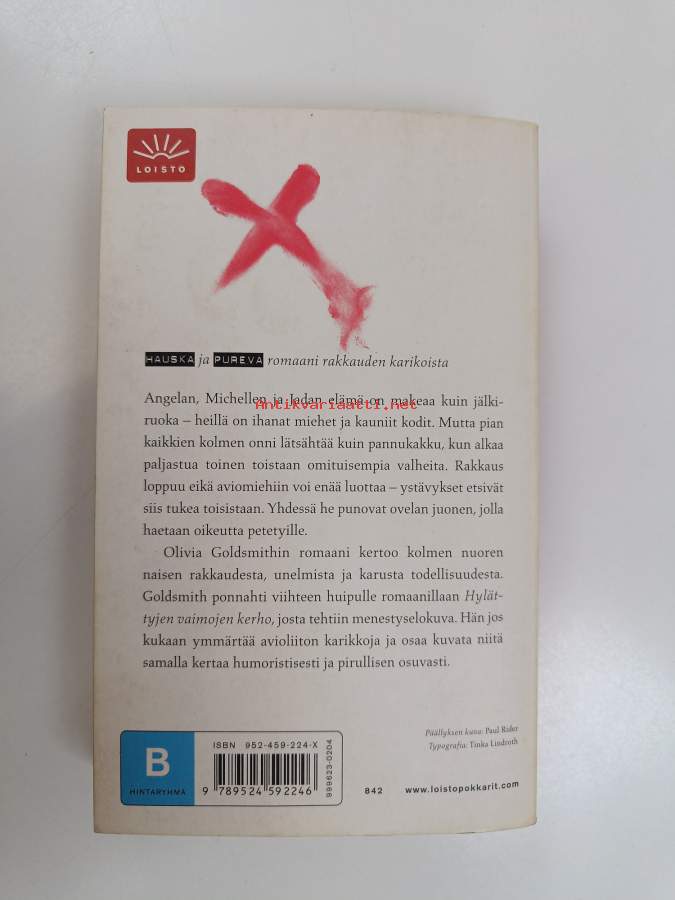 LOISTO
HAUSKA ja PUREVA romaani rakkauden karikoista
Angelan, Michellen ja Jadan elämä on makeaa kuin jälki-
Antikvariaatti.net
ruoka – heillä on ihanat miehet ja kauniit kodit. Mutta pian
kaikkien kolmen onni lätsähtää kuin pannukakku, kun alkaa
paljastua toinen toistaan omituisempia valheita. Rakkaus
loppuu eikä aviomiehiin voi enää luottaa – ystävykset etsivät
siis tukea toisistaan. Yhdessä he punovat ovelan juonen, jolla
haetaan oikeutta petetyille.
Olivia Goldsmithin romaani kertoo kolmen nuoren
naisen rakkaudesta, unelmista ja karusta todellisuudesta.
Goldsmith ponnahti viihteen huipulle romaanillaan Hylät-
tyjen vaimojen kerho, josta tehtiin menestyselokuva. Hän jos
kukaan ymmärtää avioliiton karikkoja ja osaa kuvata niitä
samalla kertaa humoristisesti ja pirullisen osuvasti.
Päällyksen kuva: Paul Rider
Typografia: Tinka Lindroth
B
HINTARYHMÄ
ISBN 952-459-224-X
9 789524 592246
999623-0204
842 www.loistopokkarit.com